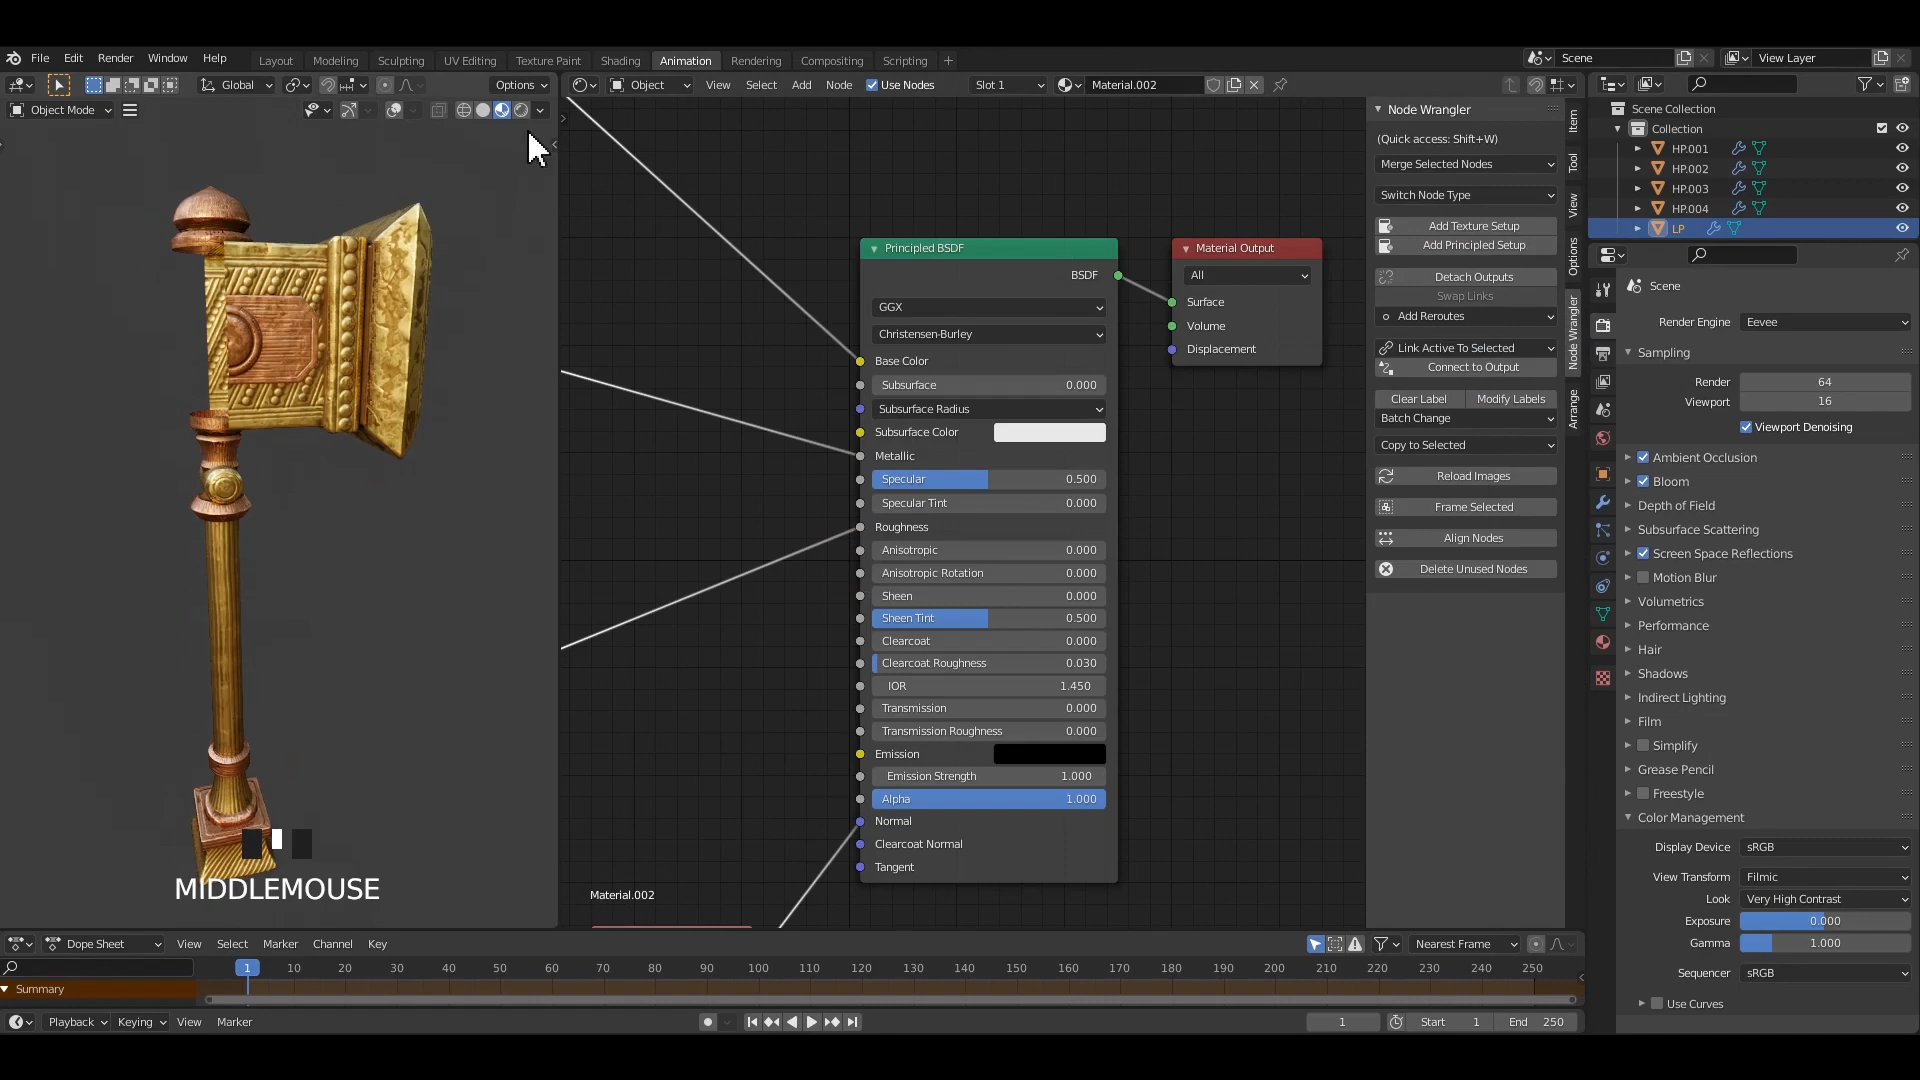 File Edit Render Window Help Layout Modeling Sculpting UV Editing Texture Paint Shading Animation Rendering Compositing Scripting + Scene View Layer
Global Options Object View Select Add Node Use Nodes Slot 1 Material.002
Object Mode
Node Wrangler
(Quick access: Shift+W)
Merge Selected Nodes
Switch Node Type
Add Texture Setup
Add Principled Setup
Detach Outputs
Swap Links
Add Reroutes
Link Active To Selected
Connect to Output
Clear Label Modify Labels
Batch Change
Copy to Selected
Reload Images
Frame Selected
Align Nodes
Delete Unused Nodes
Item
Tool
View
Options
Node Wrangler
Arrange
Principled BSDF
BSDF
GGX
Christensen-Burley
Base Color
Subsurface 0.000
Subsurface Radius
Subsurface Color
Metallic
Specular 0.500
Specular Tint 0.000
Roughness
Anisotropic 0.000
Anisotropic Rotation 0.000
Sheen 0.000
Sheen Tint 0.500
Clearcoat 0.000
Clearcoat Roughness 0.030
IOR 1.450
Transmission 0.000
Transmission Roughness 0.000
Emission
Emission Strength 1.000
Alpha 1.000
Normal
Clearcoat Normal
Tangent
Material Output
All
Surface
Volume
Displacement
Material.002
MIDDLEMOUSE
Scene Collection
Collection
HP.001
HP.002
HP.003
HP.004
LP
Scene
Render Engine Eevee
Sampling
Render 64
Viewport 16
Viewport Denoising
Ambient Occlusion
Bloom
Depth of Field
Subsurface Scattering
Screen Space Reflections
Motion Blur
Volumetrics
Performance
Hair
Shadows
Indirect Lighting
Film
Simplify
Grease Pencil
Freestyle
Color Management
Display Device sRGB
View Transform Filmic
Look Very High Contrast
Exposure 0.000
Gamma 1.000
Sequencer sRGB
Use Curves
Dope Sheet View Select Marker Channel Key Nearest Frame
1 10 20 30 40 50 60 70 80 90 100 110 120 130 140 150 160 170 180 190 200 210 220 230 240 250
Summary
Playback Keying View Marker 1 Start 1 End 250